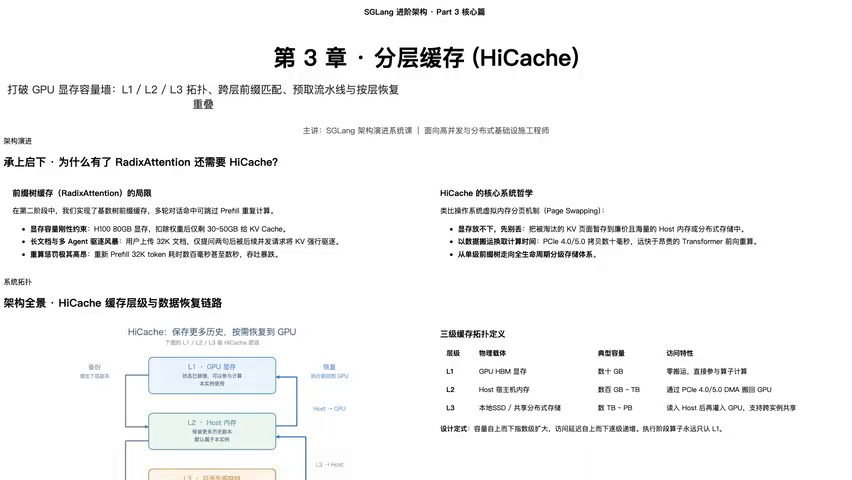 SGLang 进阶架构 · Part 3 核心篇
第 3 章 · 分层缓存 (HiCache)
打破 GPU 显存容量墙：L1 / L2 / L3 拓扑、跨层前缀匹配、预取流水线与按层恢复
重叠
主讲：SGLang 架构演进系统课 ｜ 面向高并发与分布式基础设施工程师
架构演进
承上启下 · 为什么有了 RadixAttention 还需要 HiCache?
前缀树缓存（RadixAttention）的局限
在第二阶段中，我们实现了基数树前缀缓存，多轮对话命中可跳过 Prefill 重复计算。
• 显存容量刚性约束：H100 80GB 显存，扣除权重后仅剩 30~50GB 给 KV Cache。
• 长文档与多 Agent 驱逐风暴：用户上传 32K 文档，仅提问两句后被后续并发请求将 KV 强行驱逐。
• 重算惩罚极其高昂：重新 Prefill 32K token 耗时数百毫秒甚至数秒，吞吐暴跌。
HiCache 的核心系统哲学
类比操作系统虚拟内存分页机制（Page Swapping）：
• 显存放不下，先别丢：把被淘汰的 KV 页面暂存到廉价且海量的 Host 内存或分布式存储中。
• 以数据搬运换取计算时间：PCIe 4.0/5.0 拷贝数十毫秒，远快于昂贵的 Transformer 前向重算。
• 从单级前缀树走向全生命周期分级存储体系。
系统拓扑
架构全景 · HiCache 缓存层级与数据恢复链路
HiCache：保存更多历史，按需恢复到 GPU
下图的 L1 / L2 / L3 指 HiCache 层级
备份
增加下层副本
L1 · GPU 显存
状态已就绪，可以参与计算
本实例使用
恢复
执行前回到 GPU
Host → GPU
L2 · Host 内存
保留更多历史副本
默认属于本实例
L3 → Host
三级缓存拓扑定义
层级 物理载体 典型容量 访问特性
L1 GPU HBM 显存 数十 GB 零搬运，直接参与算子计算
L2 Host 宿主机内存 数百 GB ~ TB 通过 PCIe 4.0/5.0 DMA 搬回 GPU
L3 本地SSD / 共享分布式存储 数 TB ~ PB 读入 Host 后再灌入 GPU，支持跨实例共享
设计定式：容量自上而下指数级扩大，访问延迟自上而下逐级递增。执行阶段算子永远只认 L1。